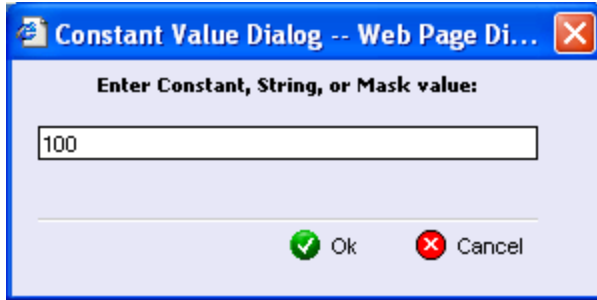 Constant Value Dialog -- Web Page Di...
Enter Constant, String, or Mask value:
100
Ok Cancel